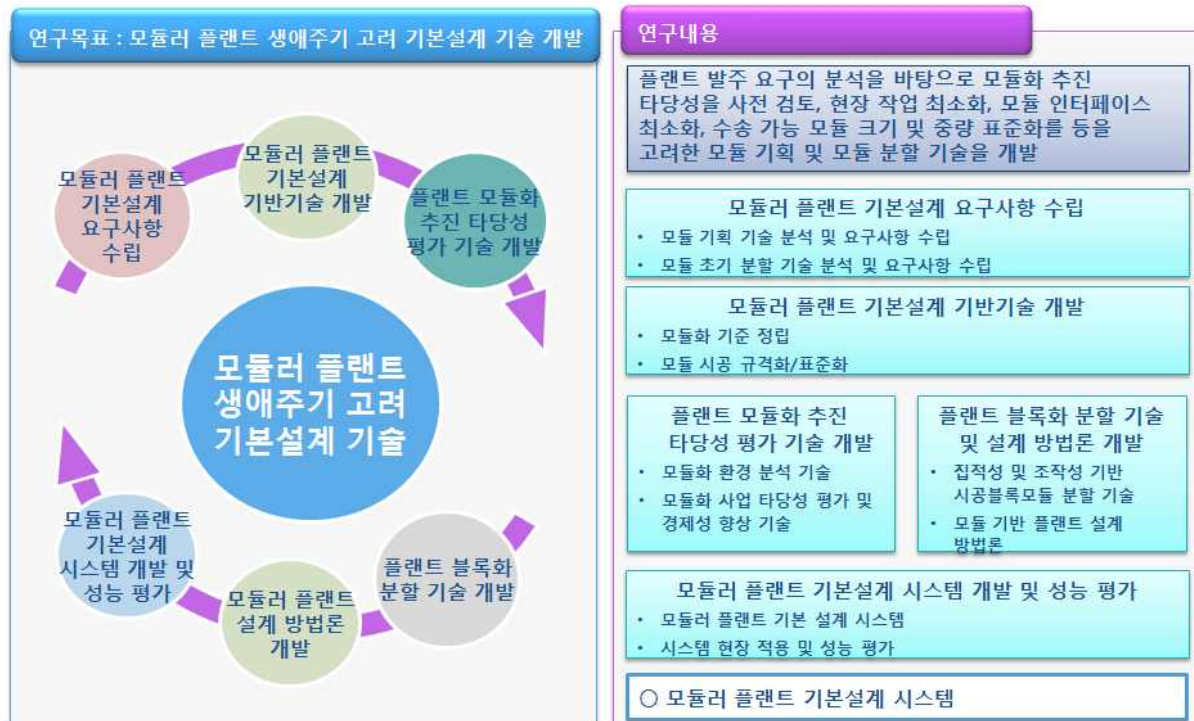 연구목표 : 모듈러 플랜트 생애주기 고려 기본설계 기술 개발
모듈러 플랜트
기본설계
요구사항
수립
모듈러 플랜트
기본설계
기반기술 개발
플랜트 모듈화
추진 타당성
평가 기술 개발
모듈러 플랜트
생애주기 고려
기본설계 기술
모듈러 플랜트
기본설계
시스템 개발 및
성능 평가
모듈러 플랜트
설계 방법론
개발
플랜트 블록화
분할 기술 개발
연구내용
플랜트 발주 요구의 분석을 바탕으로 모듈화 추진
타당성을 사전 검토, 현장 작업 최소화, 모듈 인터페이스
최소화, 수송 가능 모듈 크기 및 중량 표준화를 등을
고려한 모듈 기획 및 모듈 분할 기술을 개발
모듈러 플랜트 기본설계 요구사항 수립
• 모듈 기획 기술 분석 및 요구사항 수립
• 모듈 초기 분할 기술 분석 및 요구사항 수립
모듈러 플랜트 기본설계 기반기술 개발
• 모듈화 기준 정립
• 모듈 시공 규격화/표준화
플랜트 모듈화 추진
타당성 평가 기술 개발
• 모듈화 환경 분석 기술
• 모듈화 사업 타당성 평가 및
경제성 향상 기술
플랜트 블록화 분할 기술
및 설계 방법론 개발
• 집적성 및 조작성 기반
시공블록모듈 분할 기술
• 모듈 기반 플랜트 설계
방법론
모듈러 플랜트 기본설계 시스템 개발 및 성능 평가
• 모듈러 플랜트 기본 설계 시스템
• 시스템 현장 적용 및 성능 평가
○ 모듈러 플랜트 기본설계 시스템